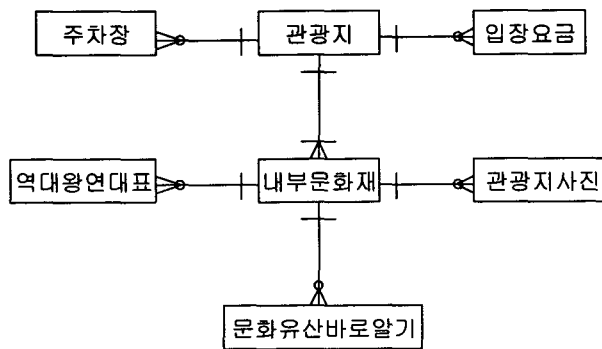 주차장
관광지
입장요금
역대왕연대표
내부문화재
관광지사진
문화유산바로알기